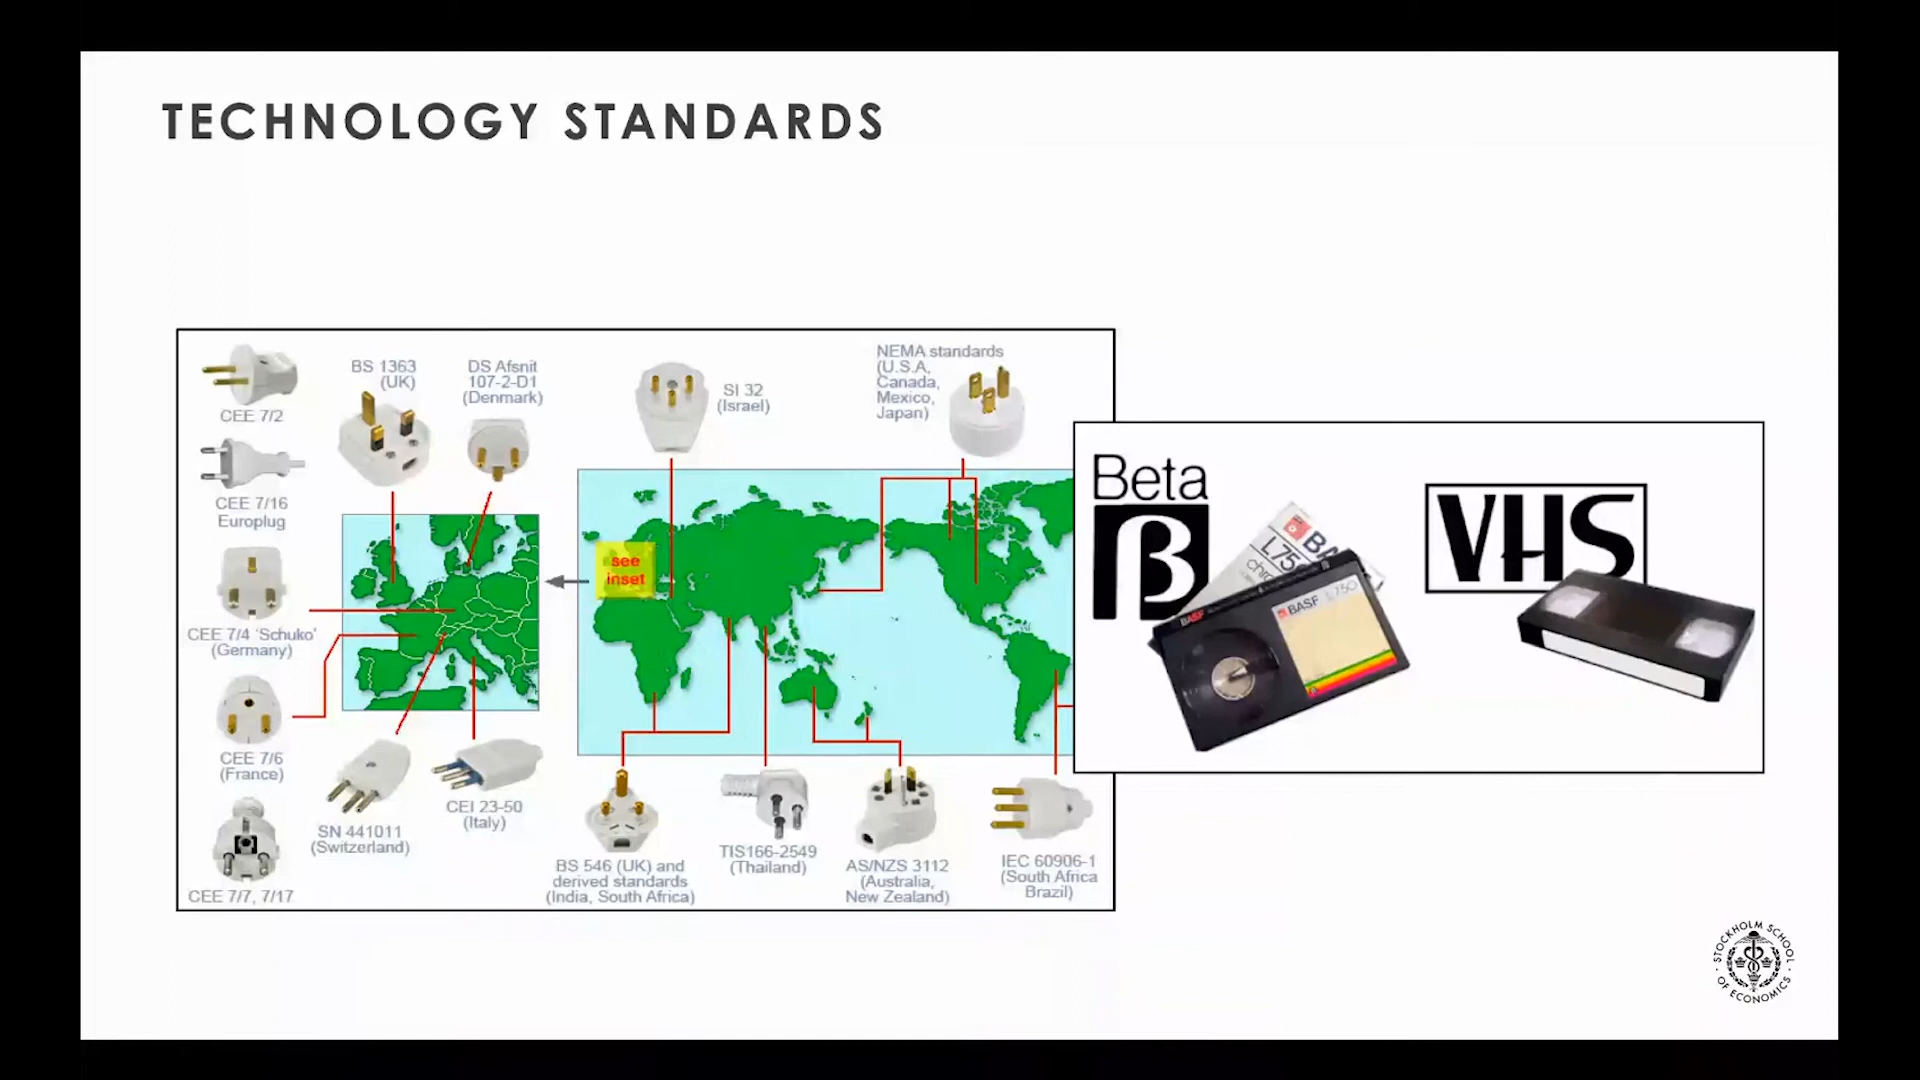 TECHNOLOGY STANDARDS
CEE 7/2
BS 1363
(UK)
DS Afsnit
107-2-D1
(Denmark)
SI 32
(Israel)
NEMA standards
(U.S.A,
Canada,
Mexico,
Japan)
CEE 7/16
Europlug
CEE 7/4 'Schuko'
(Germany)
CEE 7/6
(France)
CEE 7/7, 7/17
SN 441011
(Switzerland)
CEI 23-50
(Italy)
see
inset
BS 546 (UK) and
derived standards
(India, South Africa)
TIS166-2549
(Thailand)
AS/NZS 3112
(Australia,
New Zealand)
IEC 60906-1
(South Africa
Brazil)
Beta
β
BASF
BASF L750
VHS
STOCKHOLM SCHOOL
OF ECONOMICS